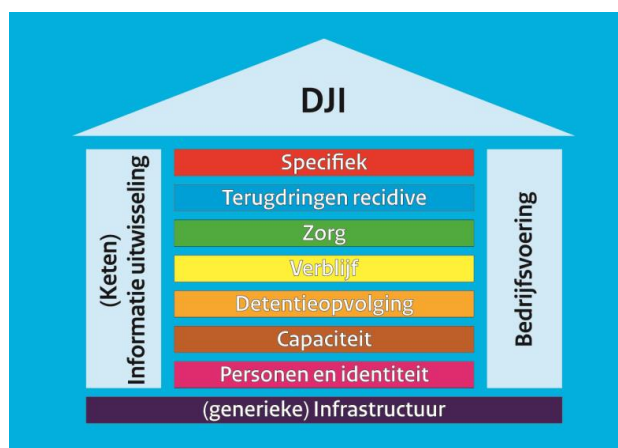 DJI
(Keten)
Informatie uitwisseling
Specifiek
Terugdringen recidive
Zorg
Verblijf
Detentieopvolging
Capaciteit
Personen en identiteit
Bedrijfsvoering
(generieke) Infrastructuur